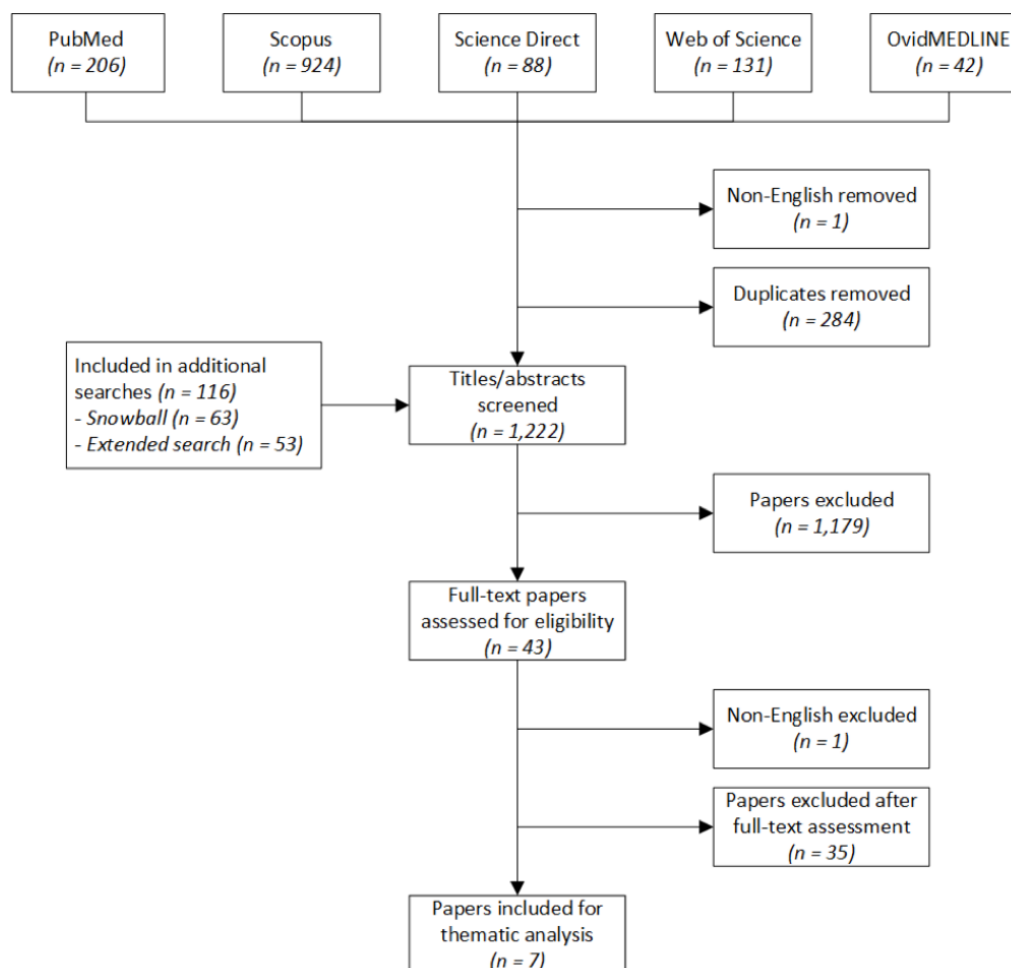 PubMed
(n = 206)
Scopus
(n = 924)
Science Direct
(n = 88)
Web of Science
(n = 131)
OvidMEDLINE
(n = 42)
Non-English removed
(n = 1)
Duplicates removed
(n = 284)
Included in additional
searches (n = 116)
- Snowball (n = 63)
- Extended search (n = 53)
Titles/abstracts
screened
(n = 1,222)
Papers excluded
(n = 1,179)
Full-text papers
assessed for eligibility
(n = 43)
Non-English excluded
(n = 1)
Papers excluded after
full-text assessment
(n = 35)
Papers included for
thematic analysis
(n = 7)